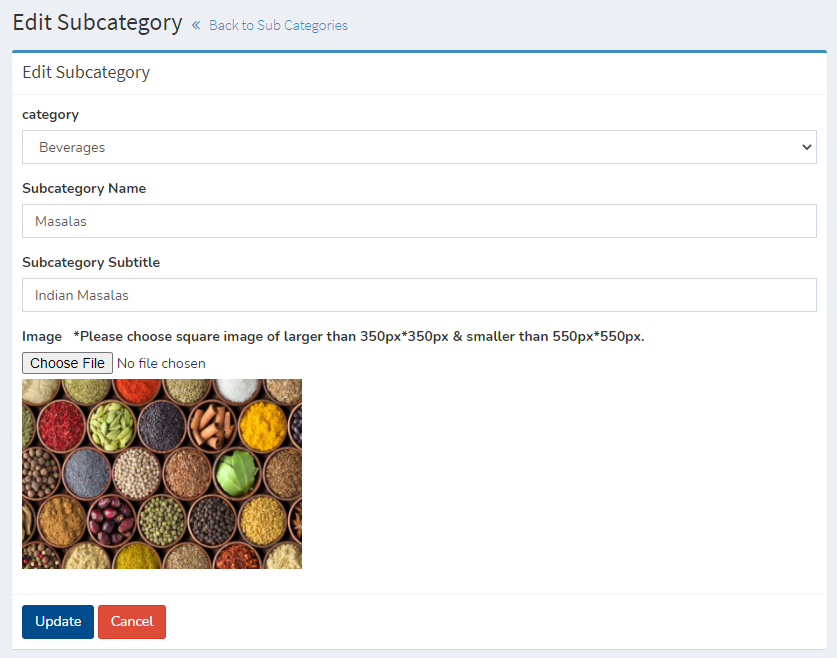 Edit Subcategory « Back to Sub Categories
Edit Subcategory
category
Beverages
Subcategory Name
Masalas
Subcategory Subtitle
Indian Masalas
Image *Please choose square image of larger than 350px*350px & smaller than 550px*550px.
Choose File No file chosen
Update Cancel